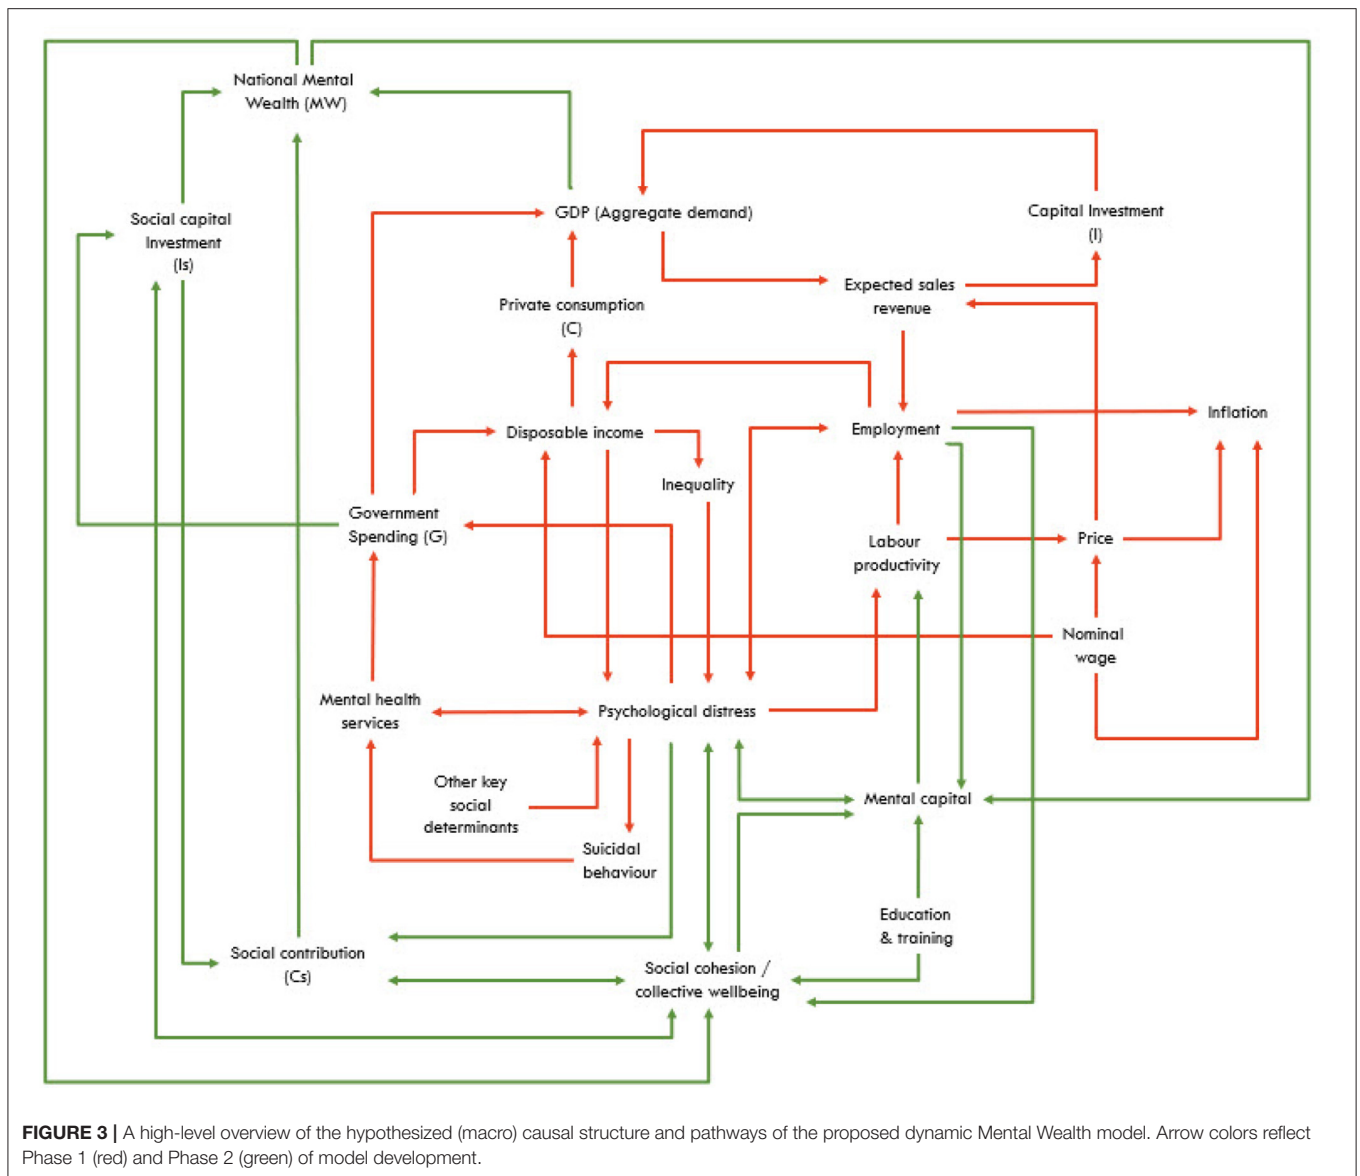 National Mental
Wealth (MW)
GDP (Aggregate demand)
Capital Investment
(I)
Social capital
Investment
(Is)
Expected sales
revenue
Private consumption
(C)
Inflation
Disposable income
Employment
Inequality
Government
Spending (G)
Labour
productivity
Price
Nominal
wage
Mental health
services
Psychological distress
Other key
social
determinants
Mental capital
Suicidal
behaviour
Education
& training
Social contribution
(Cs)
Social cohesion /
collective wellbeing
FIGURE 3 | A high-level overview of the hypothesized (macro) causal structure and pathways of the proposed dynamic Mental Wealth model. Arrow colors reflect
Phase 1 (red) and Phase 2 (green) of model development.